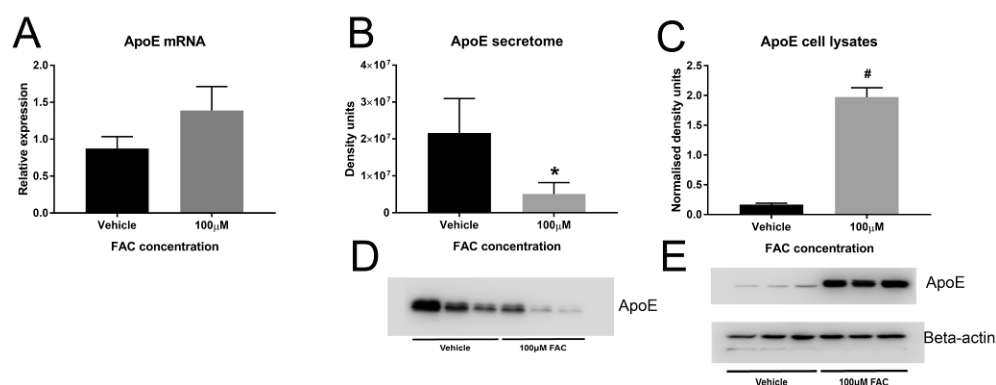 A
ApoE mRNA
Relative expression
2.0
1.5
1.0
0.5
0.0
Vehicle
100µM
FAC concentration
B
ApoE secretome
Density units
4×10⁷
3×10⁷
2×10⁷
1×10⁷
0
*
Vehicle
100µM
FAC concentration
C
ApoE cell lysates
Normalised density units
2.5
2.0
1.5
1.0
0.5
0.0
#
Vehicle
100µM
FAC concentration
D
ApoE
Vehicle
100µM FAC
E
ApoE
Beta-actin
Vehicle
100µM FAC